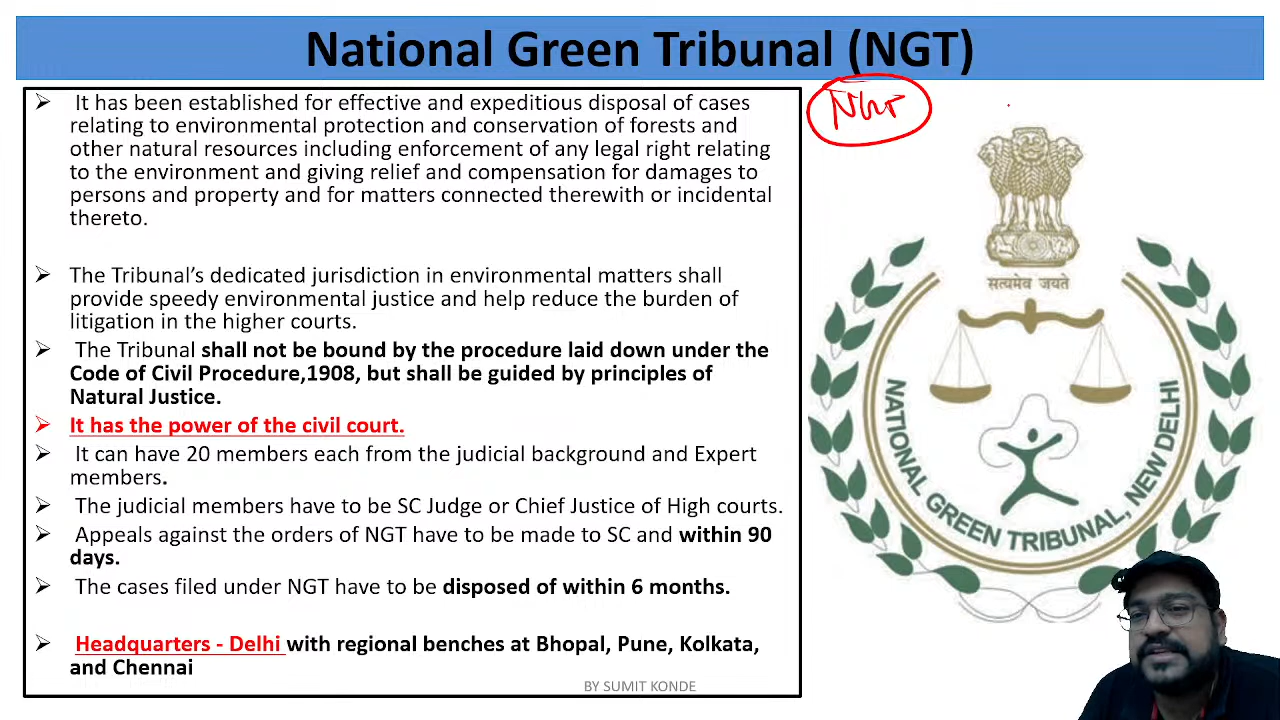 National Green Tribunal (NGT)
➢ It has been established for effective and expeditious disposal of cases
relating to environmental protection and conservation of forests and
other natural resources including enforcement of any legal right relating
to the environment and giving relief and compensation for damages to
persons and property and for matters connected therewith or incidental
thereto.
➢ The Tribunal’s dedicated jurisdiction in environmental matters shall
provide speedy environmental justice and help reduce the burden of
litigation in the higher courts.
➢ The Tribunal shall not be bound by the procedure laid down under the
Code of Civil Procedure,1908, but shall be guided by principles of
Natural Justice.
➢ It has the power of the civil court.
➢ It can have 20 members each from the judicial background and Expert
members.
➢ The judicial members have to be SC Judge or Chief Justice of High courts.
➢ Appeals against the orders of NGT have to be made to SC and within 90
days.
➢ The cases filed under NGT have to be disposed of within 6 months.
➢ Headquarters - Delhi with regional benches at Bhopal, Pune, Kolkata,
and Chennai
BY SUMIT KONDE
सत्यमेव जयते
NATIONAL GREEN TRIBUNAL, NEW DELHI